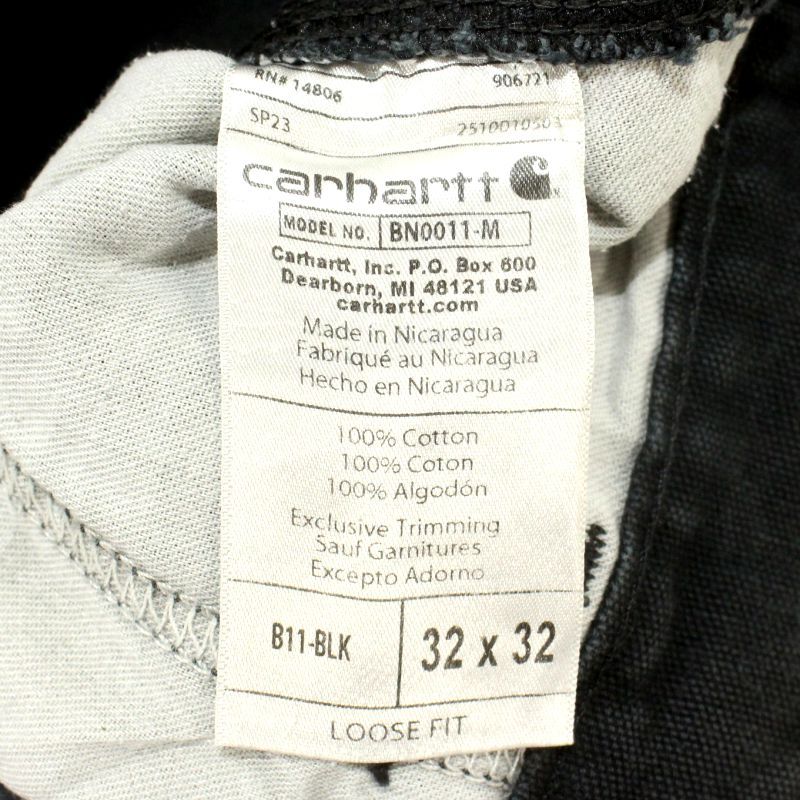 RN# 14806 906721
SP23 2510010503
carhartt
MODEL NO. BN0011-M
Carhartt, Inc. P.O. Box 600
Dearborn, MI 48121 USA
carhartt.com
Made in Nicaragua
Fabriqué au Nicaragua
Hecho en Nicaragua
100% Cotton
100% Coton
100% Algodón
Exclusive Trimming
Sauf Garnitures
Excepto Adorno
B11-BLK 32 x 32
LOOSE FIT